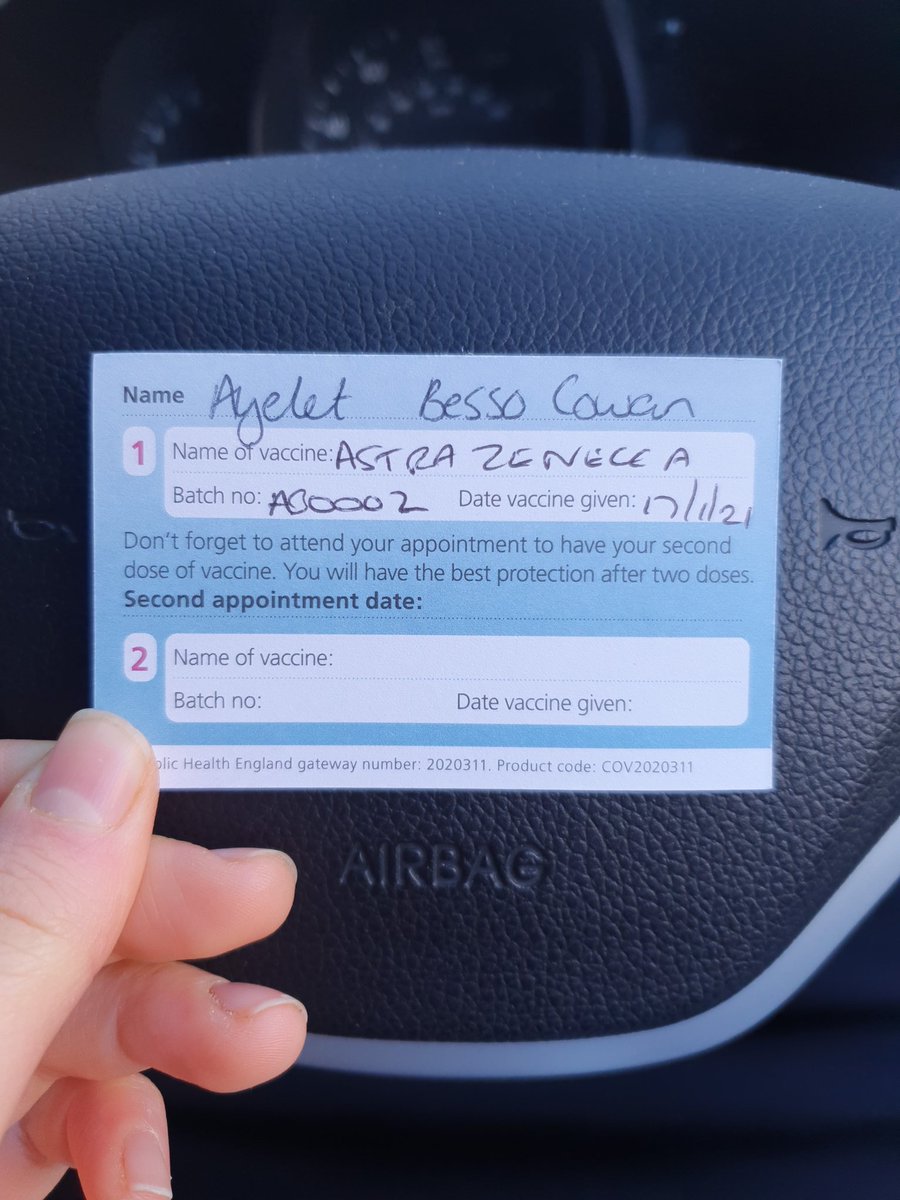 Name Ayelet Besso Cowan
1 Name of vaccine: ASTRA ZENECCA
Batch no: AB0002 Date vaccine given: 17/1/21
Don't forget to attend your appointment to have your second
dose of vaccine. You will have the best protection after two doses.
Second appointment date:
2 Name of vaccine:
Batch no: Date vaccine given:
Health England gateway number: 2020311. Product code: COV2020311
AIRBAG